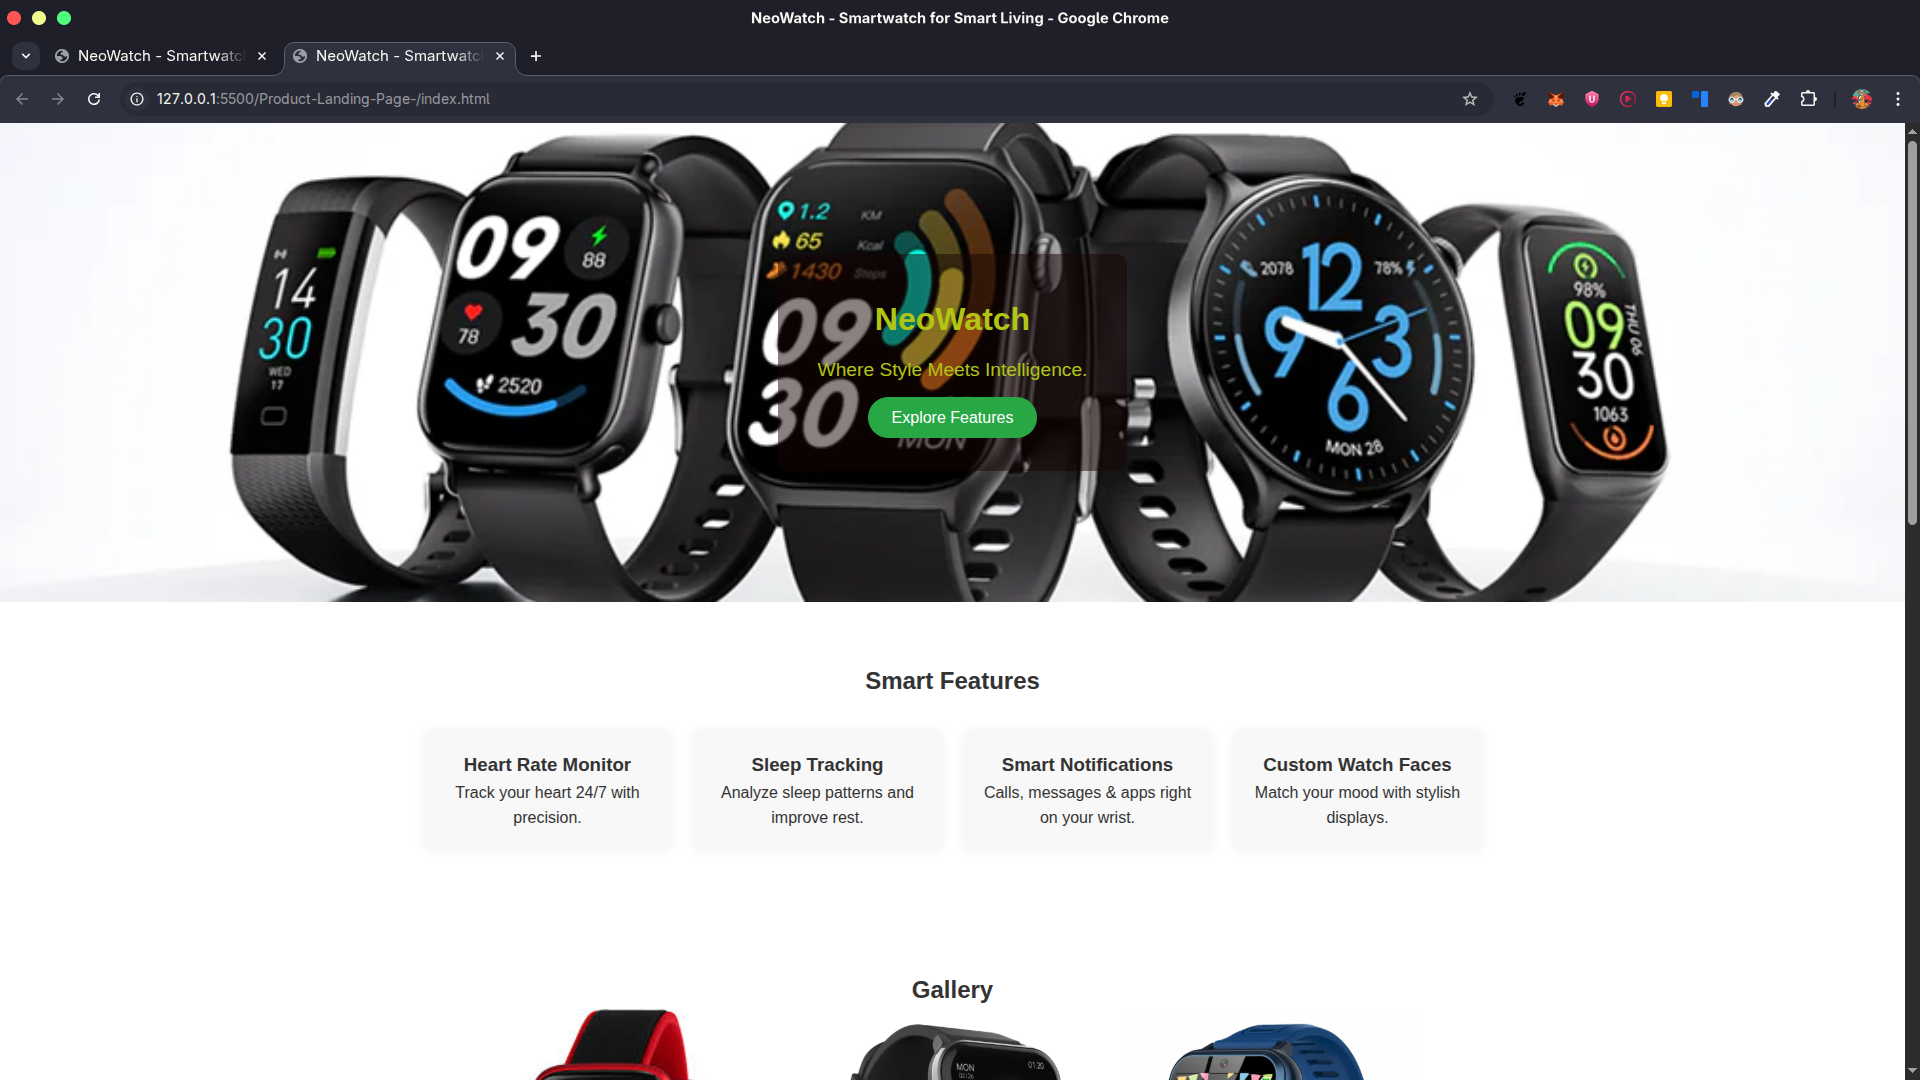 NeoWatch - Smartwatch for Smart Living - Google Chrome
NeoWatch - Smartwatc
NeoWatch - Smartwatc
127.0.0.1:5500/Product-Landing-Page-/index.html
14
30
WED
17
09
88
78
30
2520
1.2 KM
65 Kcal
1430 Steps
09
30
MON
NeoWatch
Where Style Meets Intelligence.
Explore Features
2078
12
78%
9
3
6
MON 28
98%
09
THU 06
30
1063
Smart Features
Heart Rate Monitor
Track your heart 24/7 with
precision.
Sleep Tracking
Analyze sleep patterns and
improve rest.
Smart Notifications
Calls, messages & apps right
on your wrist.
Custom Watch Faces
Match your mood with stylish
displays.
Gallery
MON
02/26
01:20